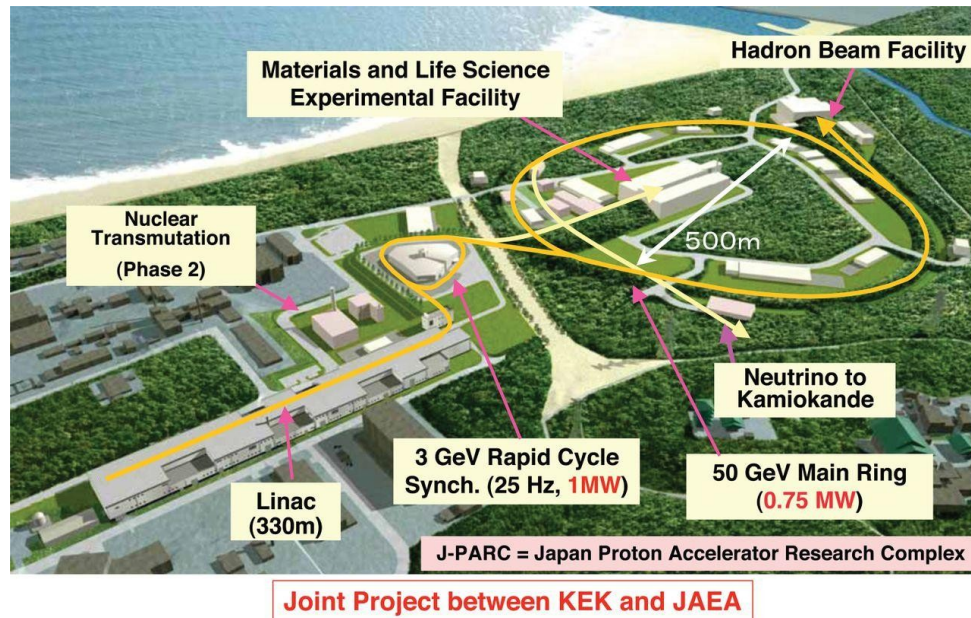 Hadron Beam Facility
Materials and Life Science
Experimental Facility
Nuclear
Transmutation
(Phase 2)
500m
Neutrino to
Kamiokande
3 GeV Rapid Cycle
Synch. (25 Hz, 1MW)
50 GeV Main Ring
(0.75 MW)
Linac
(330m)
J-PARC = Japan Proton Accelerator Research Complex
Joint Project between KEK and JAEA